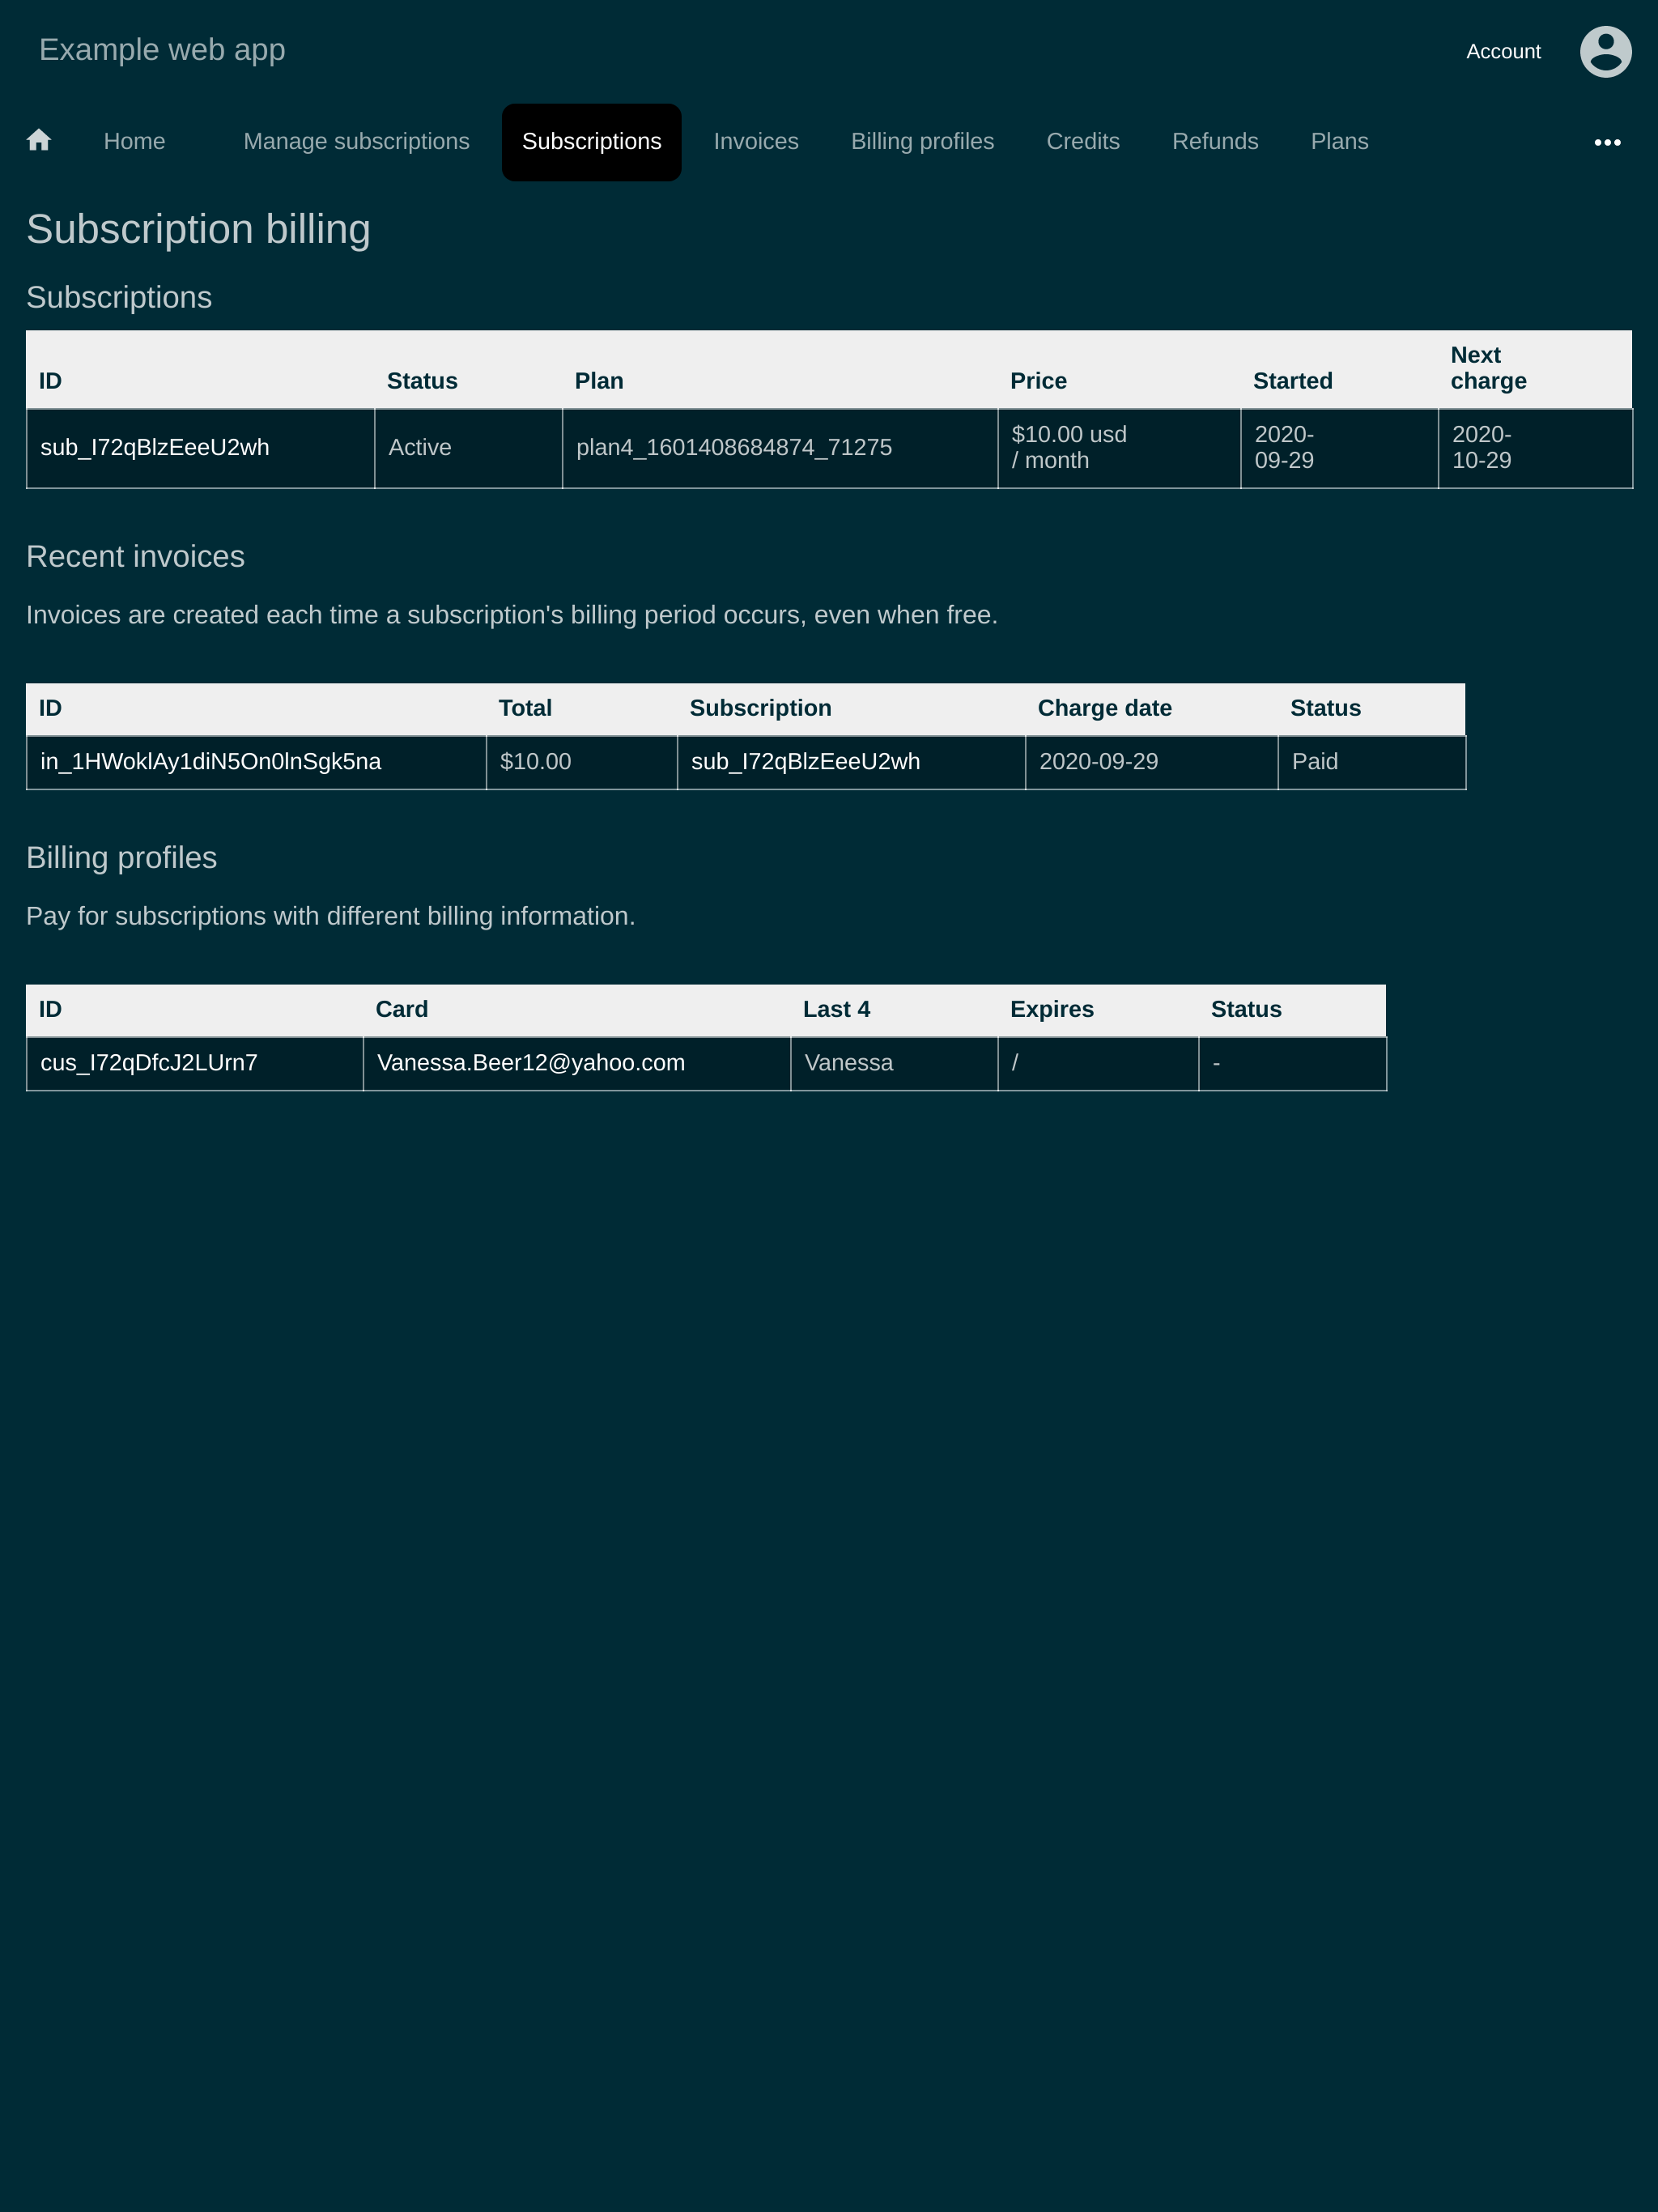 Example web app
Account
Home Manage subscriptions Subscriptions Invoices Billing profiles Credits Refunds Plans
Subscription billing
Subscriptions
ID Status Plan Price Started Next charge
sub_I72qBlzEeeU2wh Active plan4_1601408684874_71275 $10.00 usd / month 2020-09-29 2020-10-29
Recent invoices
Invoices are created each time a subscription's billing period occurs, even when free.
ID Total Subscription Charge date Status
in_1HWoklAy1diN5On0lnSgk5na $10.00 sub_I72qBlzEeeU2wh 2020-09-29 Paid
Billing profiles
Pay for subscriptions with different billing information.
ID Card Last 4 Expires Status
cus_I72qDfcJ2LUrn7 Vanessa.Beer12@yahoo.com Vanessa / -